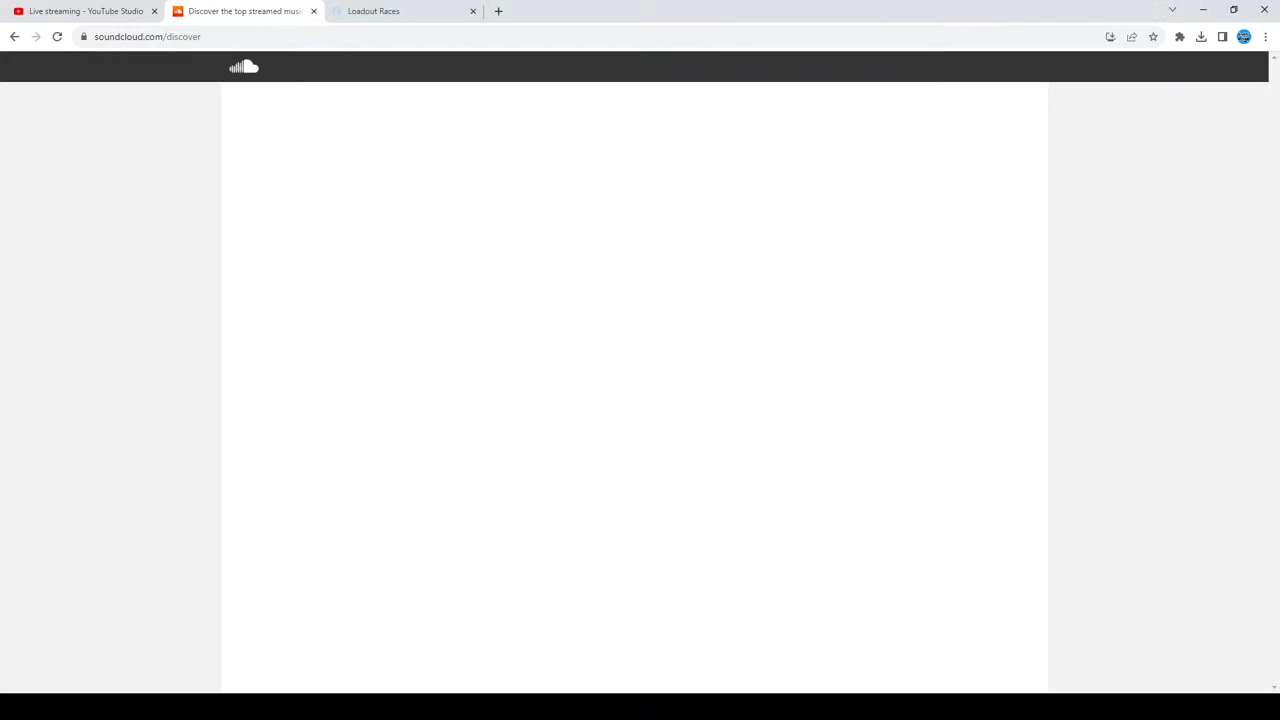 Live streaming - YouTube Studio
Discover the top streamed musi
Loadout Races
soundcloud.com/discover